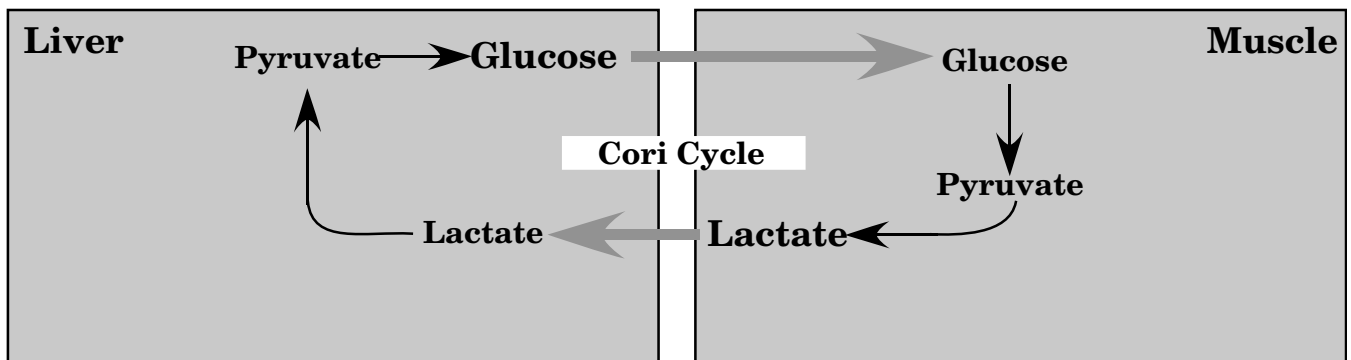 Liver
Pyruvate Glucose
Glucose
Muscle
Cori Cycle
Pyruvate
Lactate
Lactate